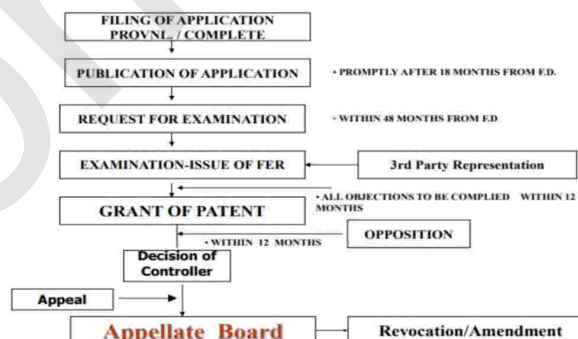 FILING OF APPLICATION
PROVNL. / COMPLETE
PUBLICATION OF APPLICATION
• PROMPTLY AFTER 18 MONTHS FROM F.D.
REQUEST FOR EXAMINATION
• WITHIN 48 MONTHS FROM F.D
EXAMINATION-ISSUE OF FER
3rd Party Representation
• ALL OBJECTIONS TO BE COMPLIED WITHIN 12
MONTHS
GRANT OF PATENT
OPPOSITION
• WITHIN 12 MONTHS
Decision of
Controller
Appeal
Appellate Board
Revocation/Amendment